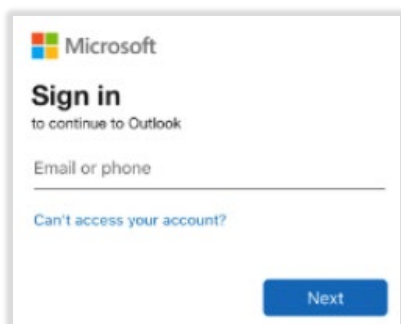 Microsoft
Sign in
to continue to Outlook
Email or phone
Can't access your account?
Next